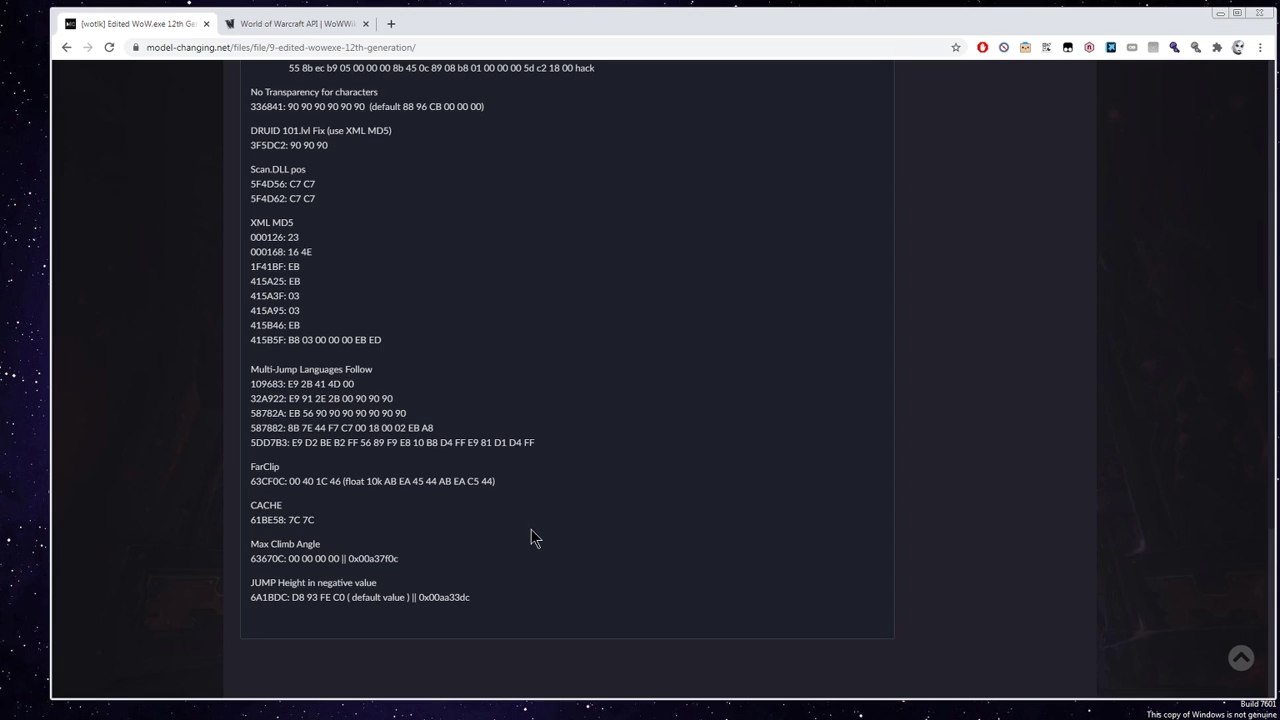 [wotlk] Edited WoW.exe 12th Ge
World of Warcraft API | WoWWi
model-changing.net/files/file/9-edited-wowexe-12th-generation/
55 8b ec b9 05 00 00 00 8b 45 0c 89 08 b8 01 00 00 00 5d c2 18 00 hack
No Transparency for characters
336841: 90 90 90 90 90 90 (default 88 96 CB 00 00 00)
DRUID 101.lvl Fix (use XML MD5)
3F5DC2: 90 90 90
Scan.DLL pos
5F4D56: C7 C7
5F4D62: C7 C7
XML MD5
000126: 23
000168: 16 4E
1F41BF: EB
415A25: EB
415A3F: 03
415A95: 03
415B46: EB
415B5F: B8 03 00 00 00 EB ED
Multi-Jump Languages Follow
109683: E9 2B 41 4D 00
32A922: E9 91 2E 2B 00 90 90 90
58782A: EB 56 90 90 90 90 90 90 90
587882: 8B 7E 44 F7 C7 00 18 00 02 EB A8
5DD7B3: E9 D2 BE B2 FF 56 89 F9 E8 10 B8 D4 FF E9 81 D1 D4 FF
FarClip
63CF0C: 00 40 1C 46 (float 10k AB EA 45 44 AB EA C5 44)
CACHE
61BE58: 7C 7C
Max Climb Angle
63670C: 00 00 00 00 || 0x00a37f0c
JUMP Height in negative value
6A1BDC: D8 93 FE C0 ( default value ) || 0x00aa33dc
Build 7601
This copy of Windows is not genuine